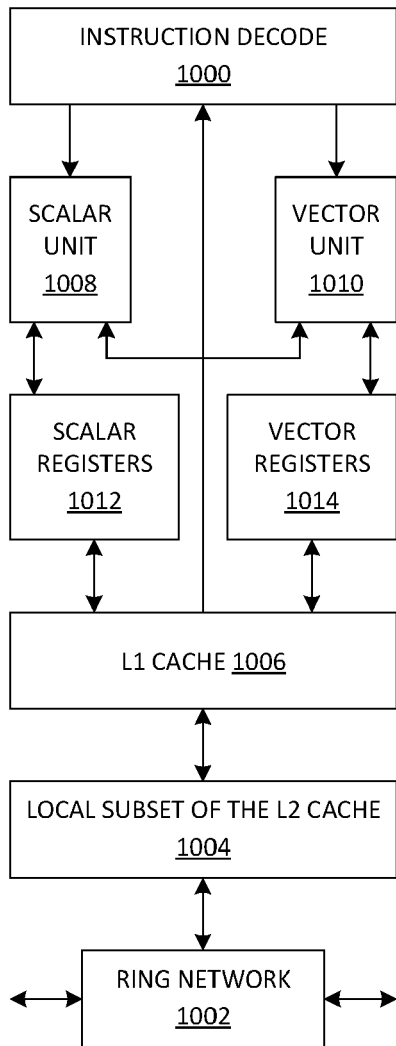 INSTRUCTION DECODE
1000
SCALAR
UNIT
1008
VECTOR
UNIT
1010
SCALAR
REGISTERS
1012
VECTOR
REGISTERS
1014
L1 CACHE 1006
LOCAL SUBSET OF THE L2 CACHE
1004
RING NETWORK
1002